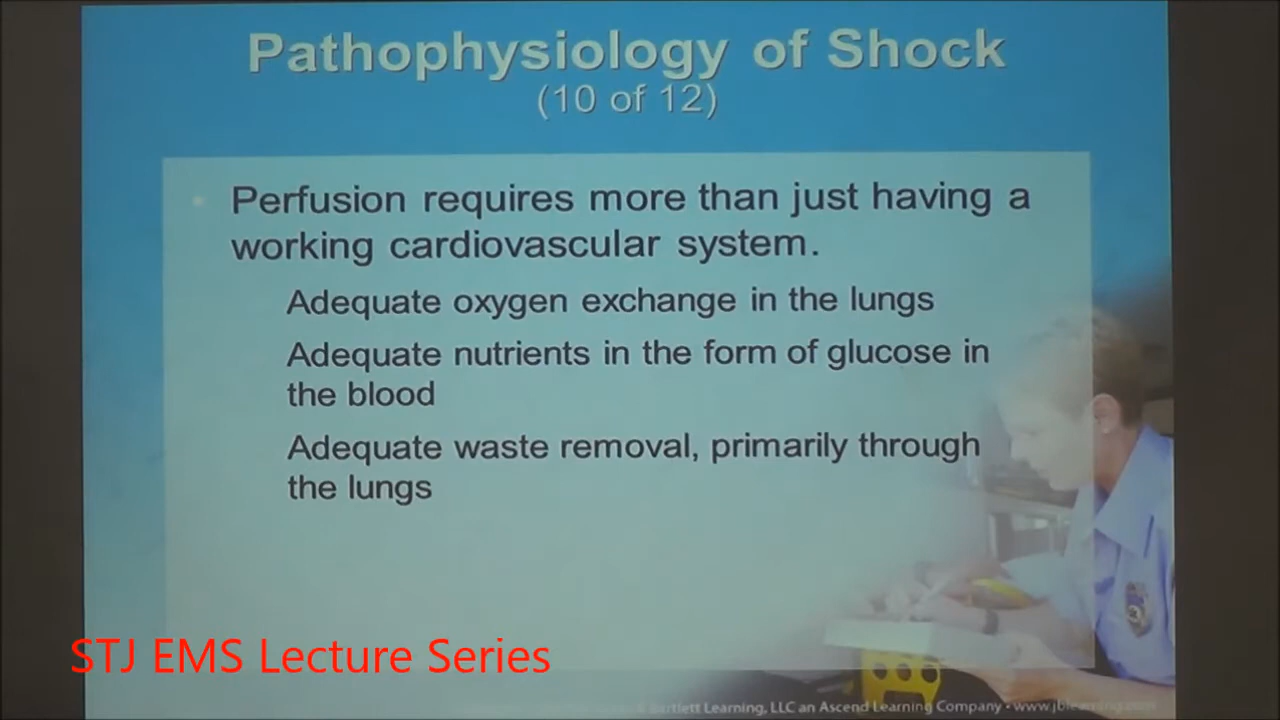 Pathophysiology of Shock
(10 of 12)
Perfusion requires more than just having a
working cardiovascular system.
Adequate oxygen exchange in the lungs
Adequate nutrients in the form of glucose in
the blood
Adequate waste removal, primarily through
the lungs
STJ EMS Lecture Series
Bartlett Learning, LLC an Ascend Learning Company •